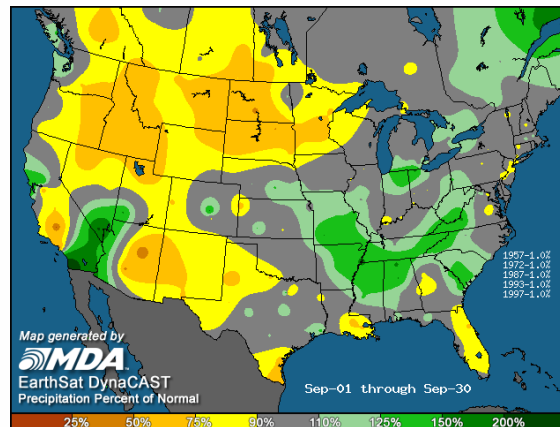 1957-1.0%
1972-1.0%
1987-1.0%
1993-1.0%
1997-1.0%
Map generated by
MDA
EarthSat DynaCAST
Precipitation Percent of Normal
Sep-01 through Sep-30
25% 50% 75% 90% 110% 125% 150% 200%